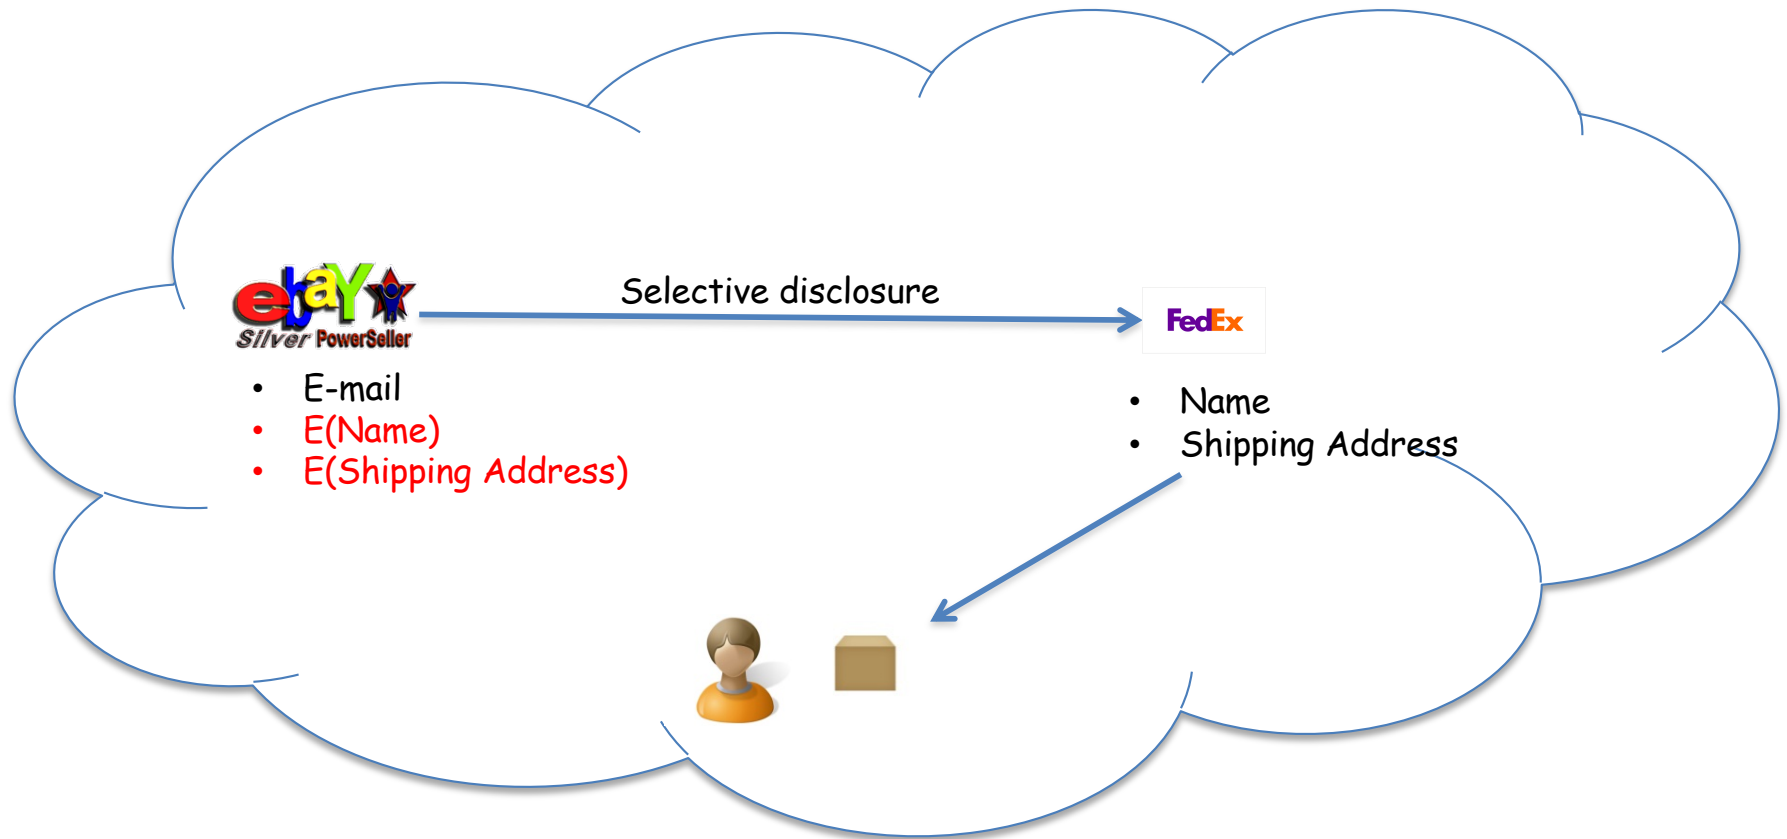 Selective disclosure
ebaY
Silver PowerSeller
FedEx
• E-mail
• E(Name)
• E(Shipping Address)
• Name
• Shipping Address